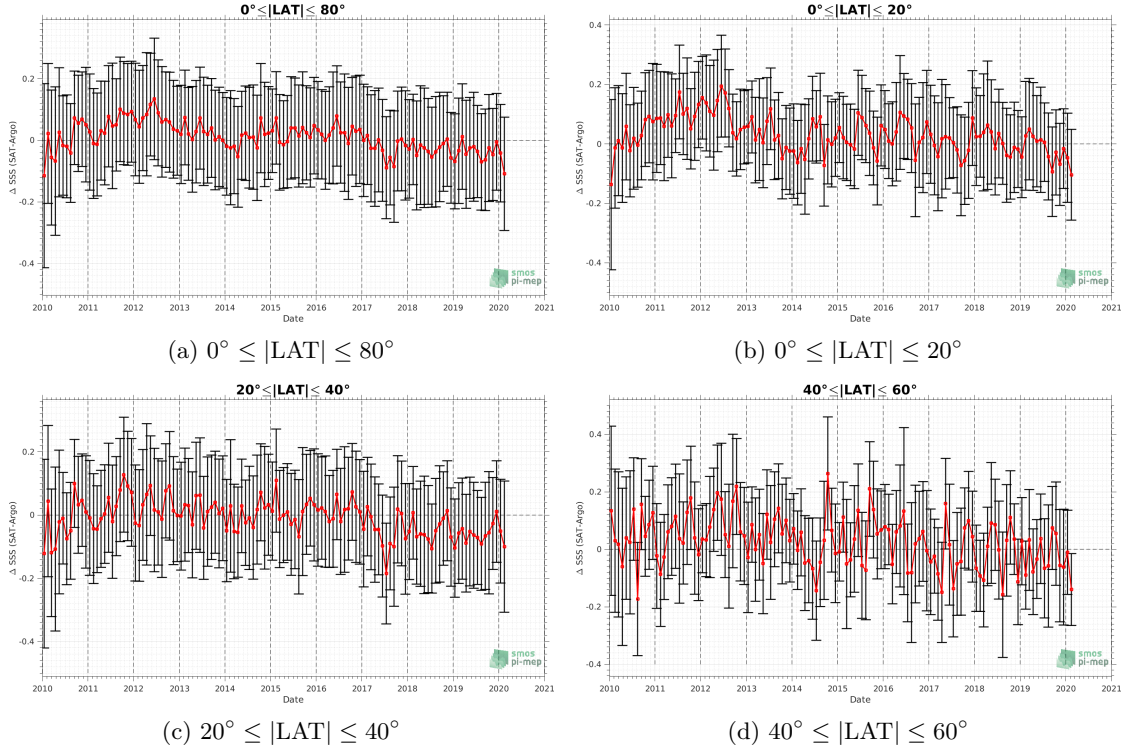 0°≤|LAT|≤ 80°
Δ SSS (SAT-Argo)
0.2
0
-0.2
-0.4
2010 2011 2012 2013 2014 2015 2016 2017 2018 2019 2020 2021
Date
smos
pi-mep
(a) 0° ≤ |LAT| ≤ 80°
0°≤|LAT|≤ 20°
Δ SSS (SAT-Argo)
0.4
0.2
0
-0.2
-0.4
2010 2011 2012 2013 2014 2015 2016 2017 2018 2019 2020 2021
Date
smos
pi-mep
(b) 0° ≤ |LAT| ≤ 20°
20°≤|LAT|≤ 40°
Δ SSS (SAT-Argo)
0.2
0
-0.2
-0.4
2010 2011 2012 2013 2014 2015 2016 2017 2018 2019 2020 2021
Date
smos
pi-mep
(c) 20° ≤ |LAT| ≤ 40°
40°≤|LAT|≤ 60°
Δ SSS (SAT-Argo)
0.4
0.2
0
-0.2
-0.4
2010 2011 2012 2013 2014 2015 2016 2017 2018 2019 2020 2021
Date
smos
pi-mep
(d) 40° ≤ |LAT| ≤ 60°